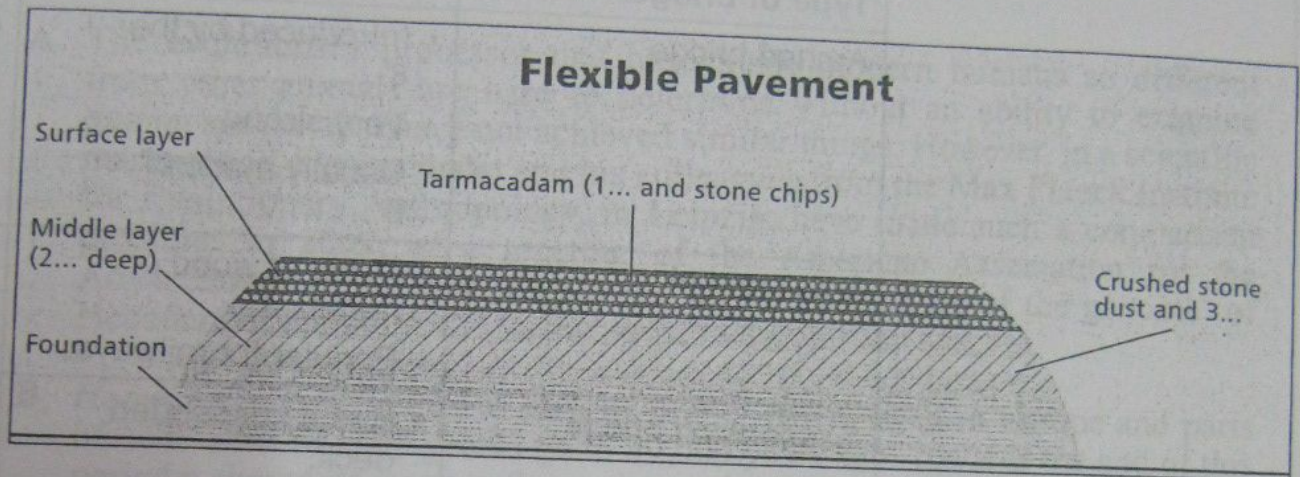 Flexible Pavement
Surface layer
Tarmacadam (1... and stone chips)
Middle layer
(2... deep)
Crushed stone
dust and 3...
Foundation